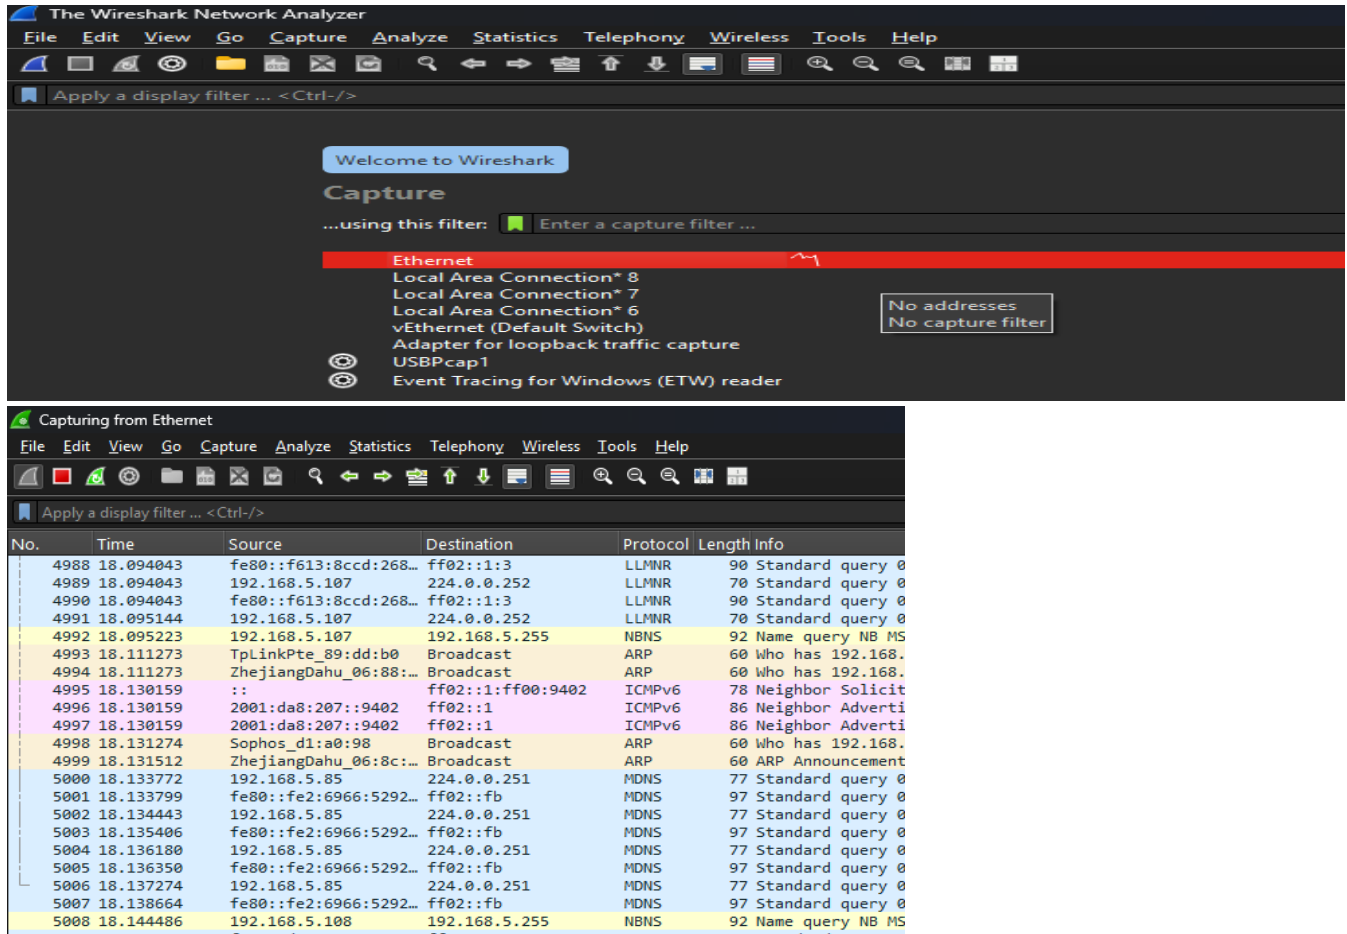 The Wireshark Network Analyzer
File Edit View Go Capture Analyze Statistics Telephony Wireless Tools Help
Apply a display filter ... <Ctrl-/>
Welcome to Wireshark
Capture
...using this filter: Enter a capture filter ...
Ethernet
Local Area Connection* 8
Local Area Connection* 7
Local Area Connection* 6
vEthernet (Default Switch)
Adapter for loopback traffic capture
USBPcap1
Event Tracing for Windows (ETW) reader
No addresses
No capture filter
Capturing from Ethernet
File Edit View Go Capture Analyze Statistics Telephony Wireless Tools Help
Apply a display filter ... <Ctrl-/>
No. Time Source Destination Protocol Length Info
4988 18.094043 fe80::f613:8ccd:268… ff02::1:3 LLMNR 90 Standard query 0
4989 18.094043 192.168.5.107 224.0.0.252 LLMNR 70 Standard query 0
4990 18.094043 fe80::f613:8ccd:268… ff02::1:3 LLMNR 90 Standard query 0
4991 18.095144 192.168.5.107 224.0.0.252 LLMNR 70 Standard query 0
4992 18.095223 192.168.5.107 192.168.5.255 NBNS 92 Name query NB MS
4993 18.111273 TpLinkPte_89:dd:b0 Broadcast ARP 60 Who has 192.168.
4994 18.111273 ZhejiangDahu_06:88:… Broadcast ARP 60 Who has 192.168.
4995 18.130159 :: ff02::1:ff00:9402 ICMPv6 78 Neighbor Solicit
4996 18.130159 2001:da8:207::9402 ff02::1 ICMPv6 86 Neighbor Adverti
4997 18.130159 2001:da8:207::9402 ff02::1 ICMPv6 86 Neighbor Adverti
4998 18.131274 Sophos_d1:a0:98 Broadcast ARP 60 Who has 192.168.
4999 18.131512 ZhejiangDahu_06:8c:… Broadcast ARP 60 ARP Announcement
5000 18.133772 192.168.5.85 224.0.0.251 MDNS 77 Standard query 0
5001 18.133799 fe80::fe2:6966:5292… ff02::fb MDNS 97 Standard query 0
5002 18.134443 192.168.5.85 224.0.0.251 MDNS 77 Standard query 0
5003 18.135406 fe80::fe2:6966:5292… ff02::fb MDNS 97 Standard query 0
5004 18.136180 192.168.5.85 224.0.0.251 MDNS 77 Standard query 0
5005 18.136350 fe80::fe2:6966:5292… ff02::fb MDNS 97 Standard query 0
5006 18.137274 192.168.5.85 224.0.0.251 MDNS 77 Standard query 0
5007 18.138664 fe80::fe2:6966:5292… ff02::fb MDNS 97 Standard query 0
5008 18.144486 192.168.5.108 192.168.5.255 NBNS 92 Name query NB MS